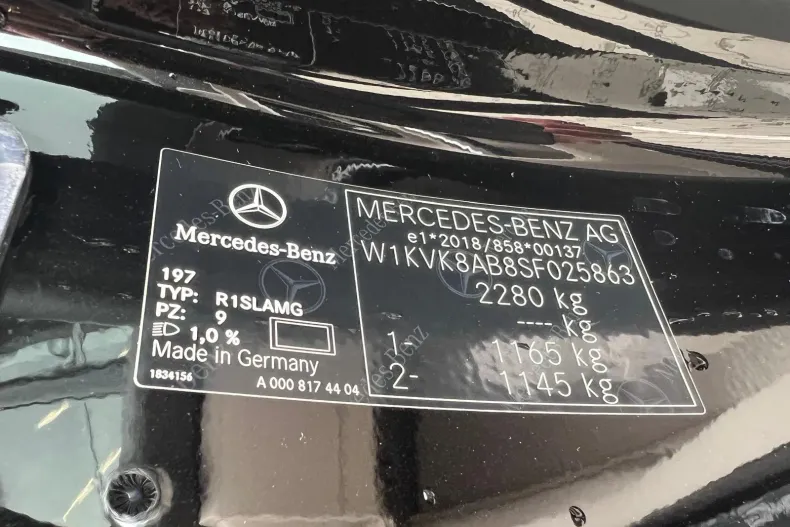 Mercedes-Benz
197
TYP: R1SLAMG
PZ: 9
1,0 %
Made in Germany
1834156
A 000 817 44 04
MERCEDES-BENZ AG
e1*2018/858*00137
W1KVK8AB8SF025863
2280 kg
---- kg
1- 1165 kg
2- 1145 kg